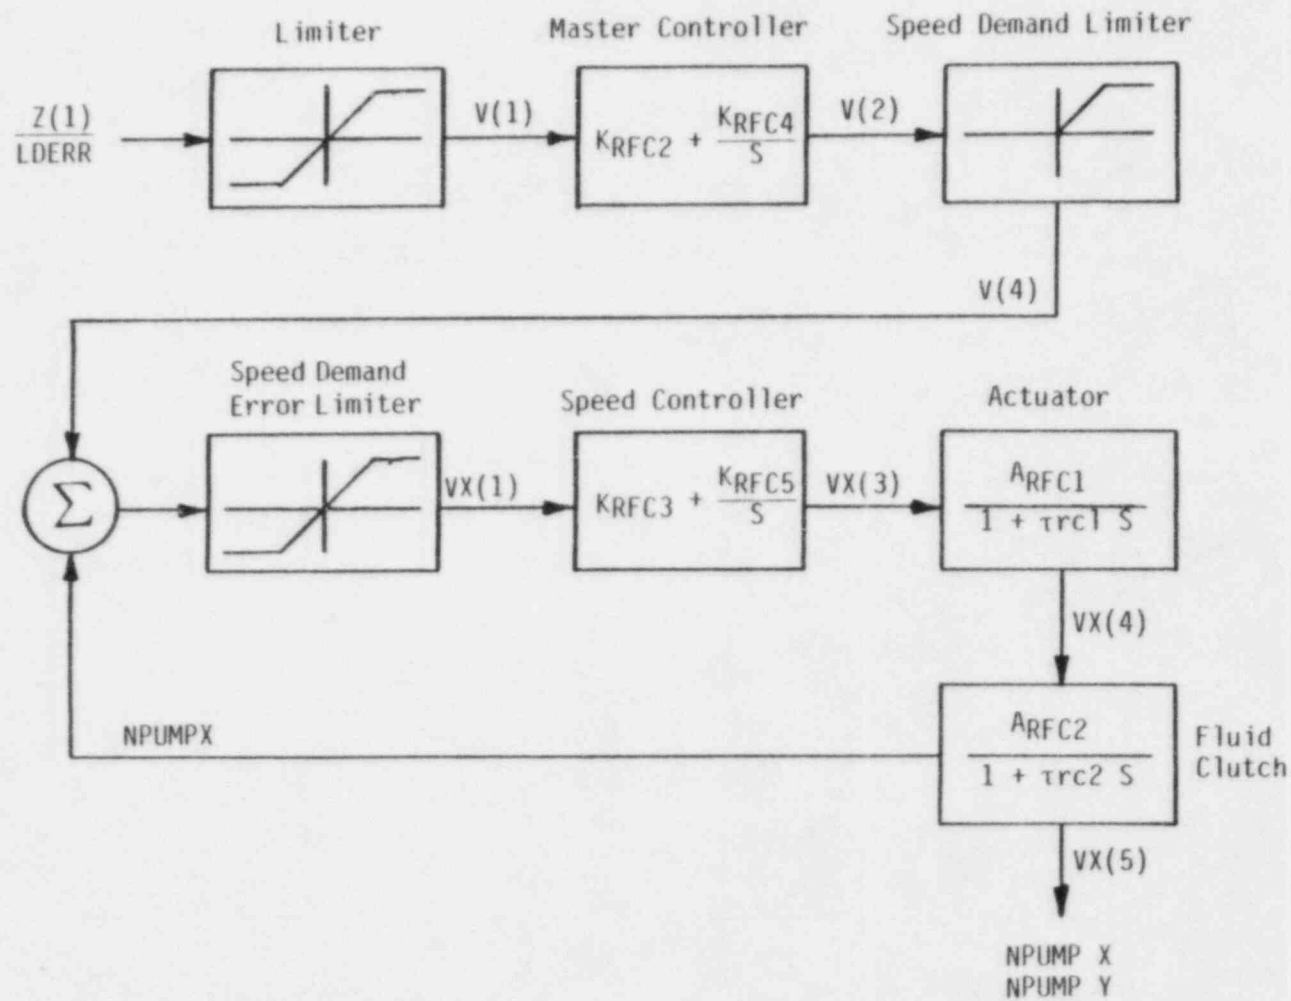 Limiter
Master Controller
Speed Demand Limiter
Z(1)
LDERR
V(1)
KRFC2 + KRFC4
S
V(2)
V(4)
Speed Demand
Error Limiter
Speed Controller
Actuator
Σ
VX(1)
KRFC3 + KRFC5
S
VX(3)
ARFC1
1 + τrc1 S
VX(4)
NPUMPX
ARFC2
1 + τrc2 S
Fluid
Clutch
VX(5)
NPUMP X
NPUMP Y